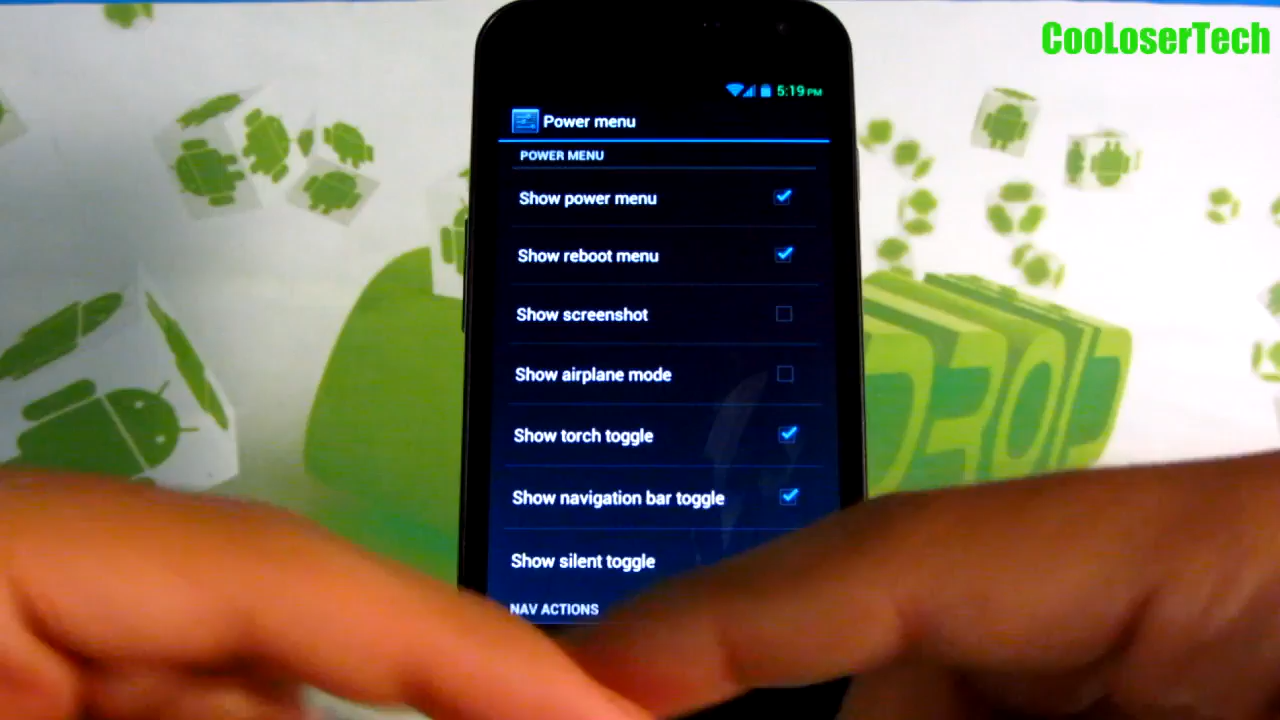 CooLoserTech
5:19 PM
Power menu
POWER MENU
Show power menu
Show reboot menu
Show screenshot
Show airplane mode
Show torch toggle
Show navigation bar toggle
Show silent toggle
NAV ACTIONS